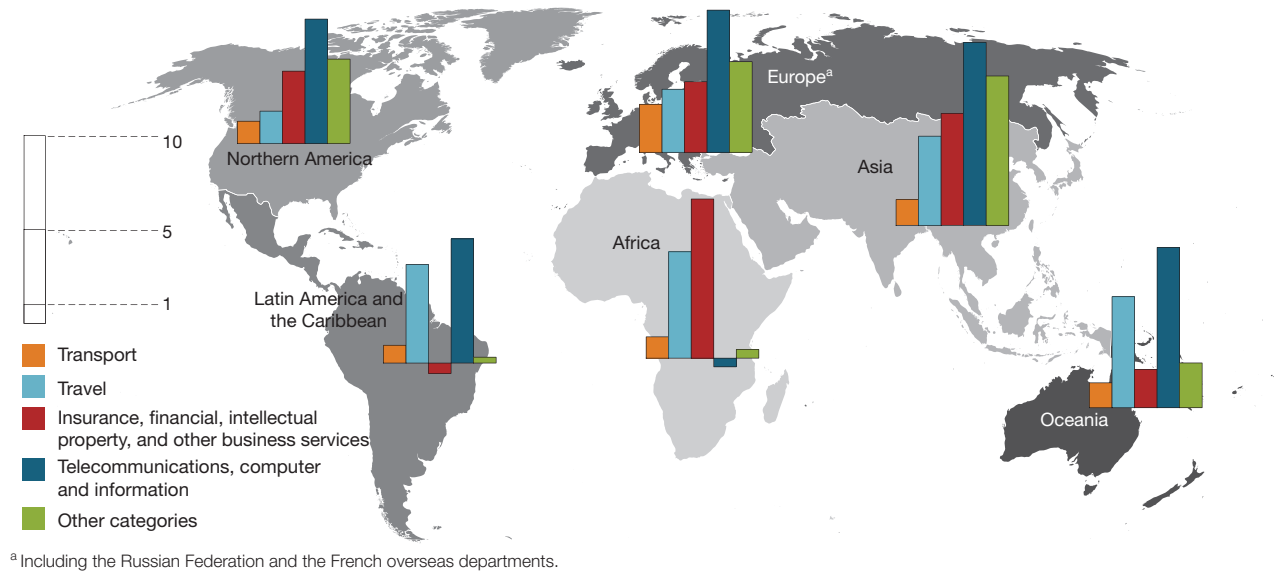 Europeᵃ
10
Northern America
Asia
5
Africa
1
Latin America and
the Caribbean
Transport
Travel
Insurance, financial, intellectual
property, and other business services
Oceania
Telecommunications, computer
and information
Other categories
ᵃ Including the Russian Federation and the French overseas departments.